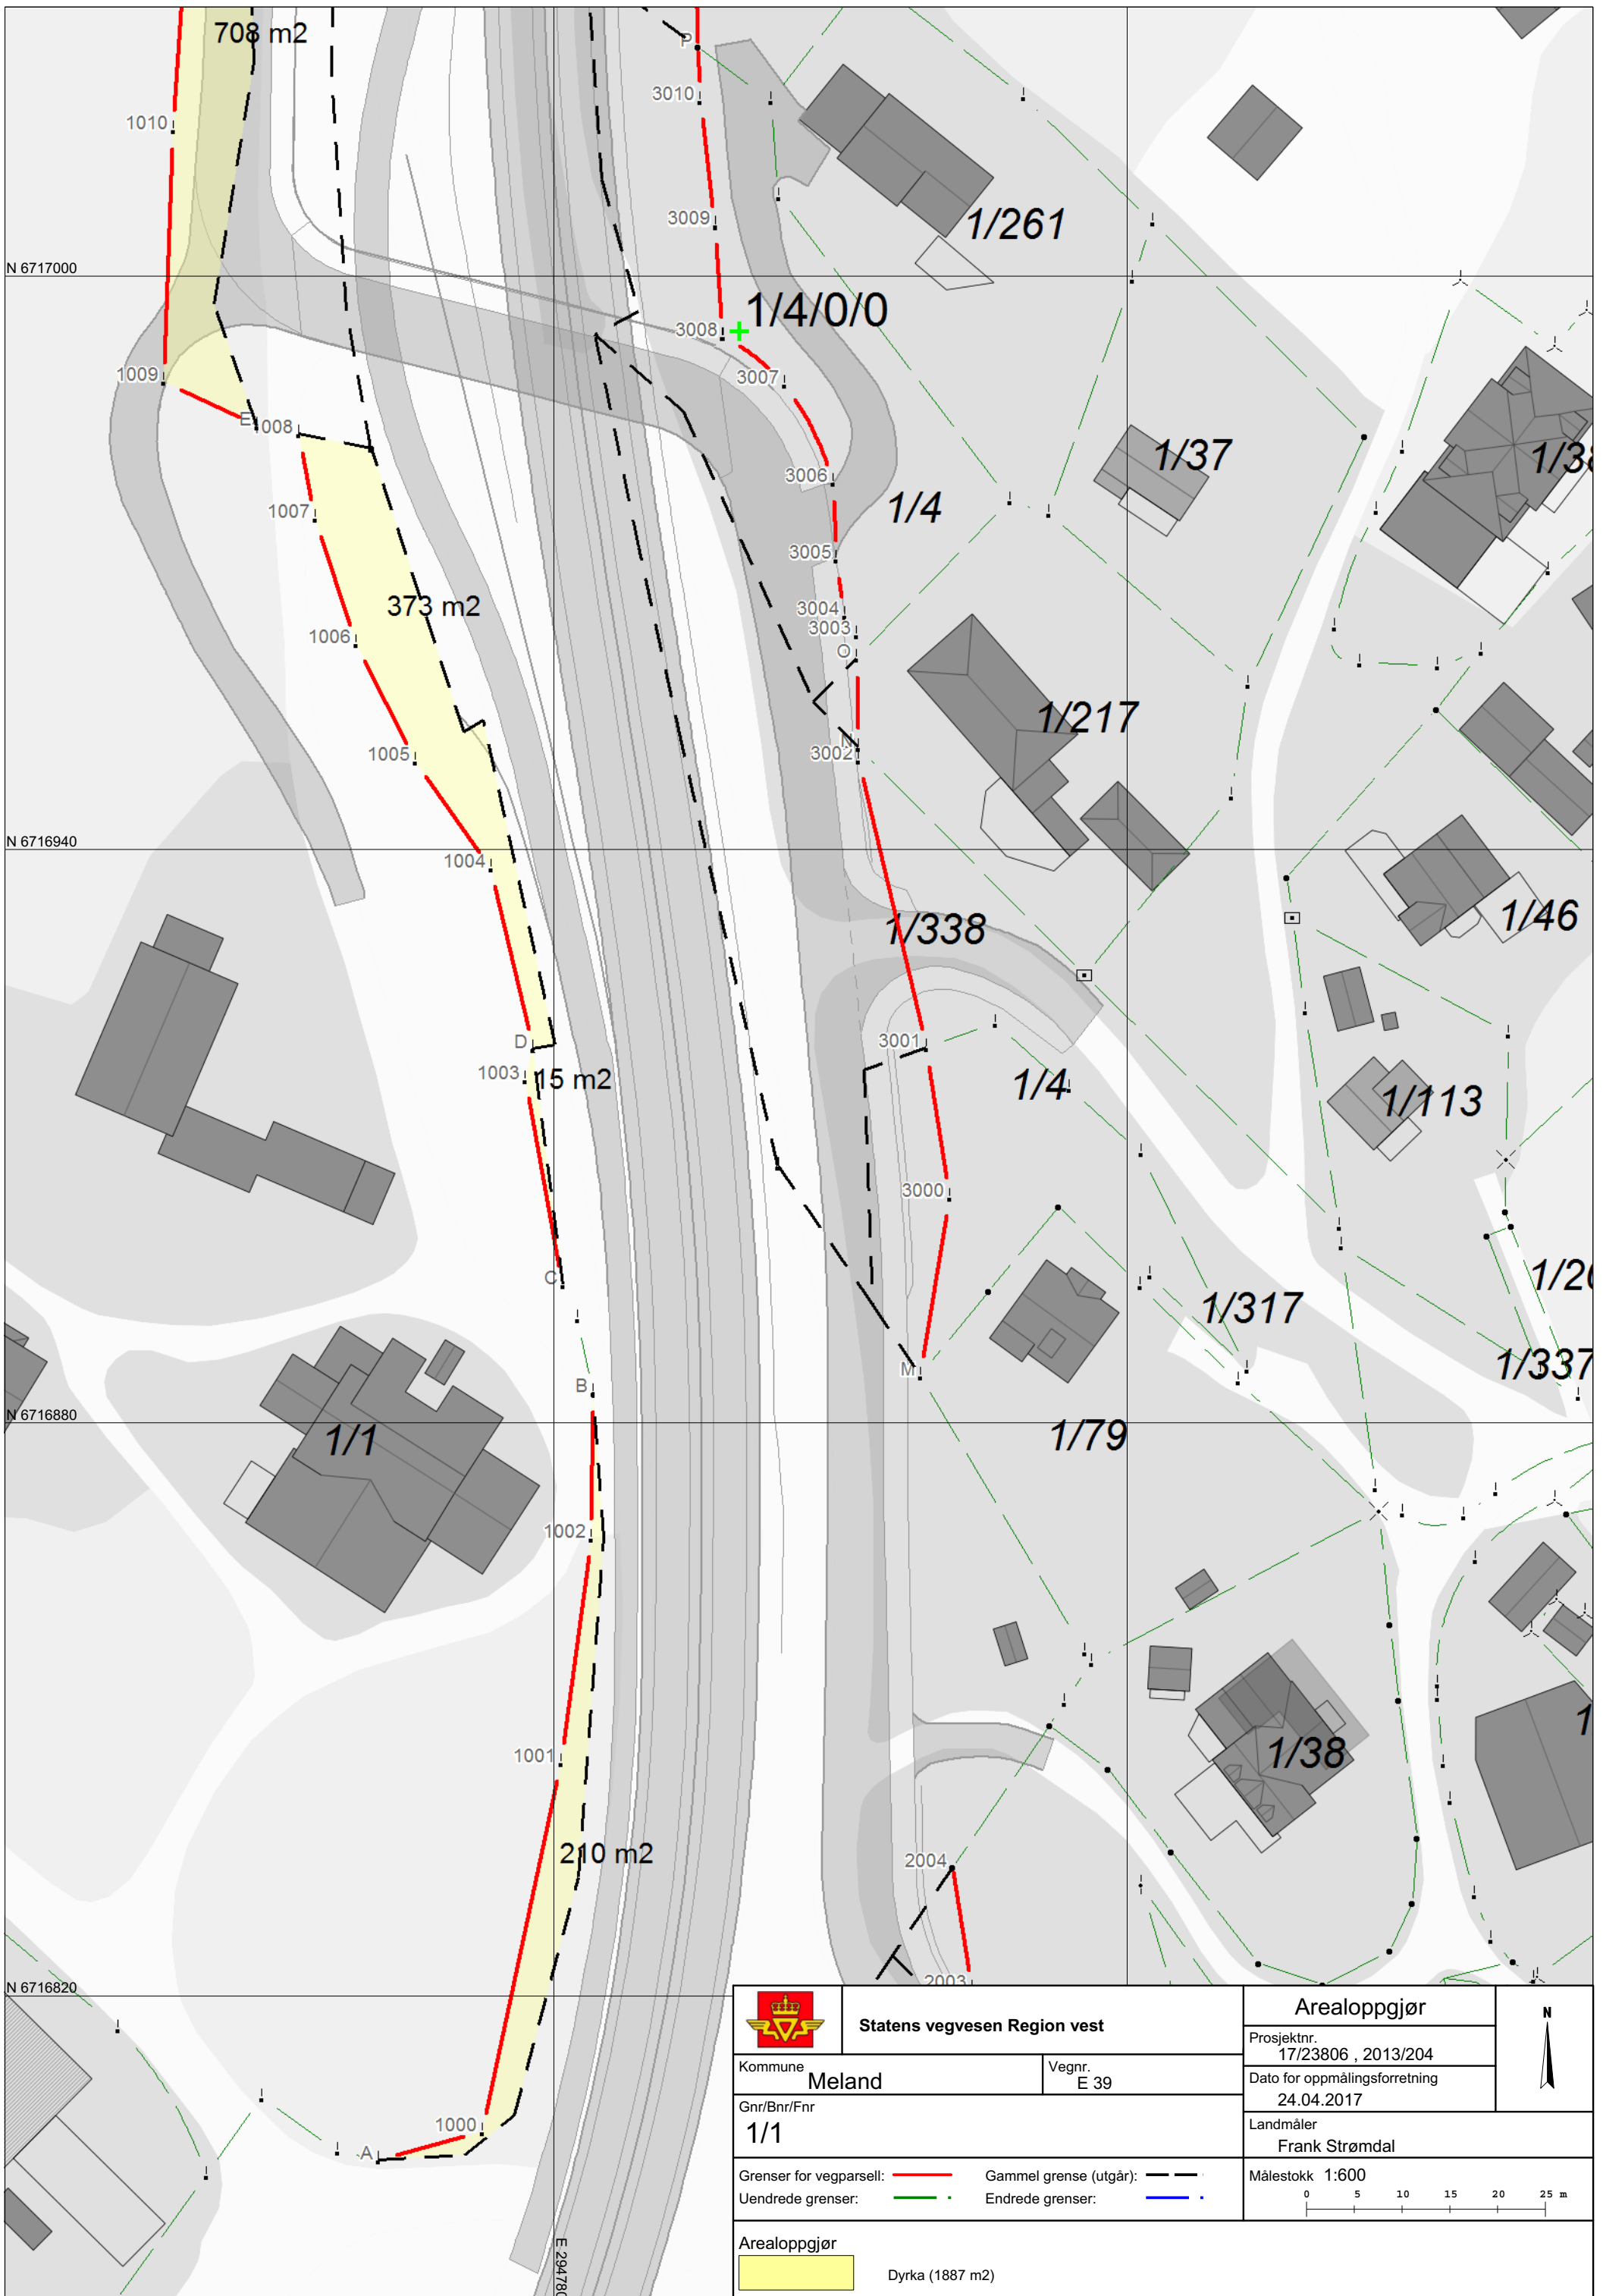 708 m2
P
3010
1010
3009
1/261
N 6717000
1/4/0/0
3008
1009
3007
E
1008
1/37
3006
1/4
1007
3005
373 m2
3004
3003
1006
O
1/217
N
3002
1005
N 6716940
1004
1/46
1/338
D
3001
1003
15 m2
1/4
1/113
3000
C
1/317
1/337
M
B
N 6716880
1/1
1/79
1002
1001
1/38
210 m2
2004
2003
N 6716820
1000
A
E 294780
Statens vegvesen Region vest
Arealoppgjør
N
Prosjektnr.
17/23806 , 2013/204
Kommune
Meland
Vegnr.
E 39
Dato for oppmålingsforretning
24.04.2017
Gnr/Bnr/Fnr
1/1
Landmåler
Frank Strømdal
Grenser for vegparsell:
Gammel grense (utgår):
Uendrede grenser:
Endrede grenser:
Målestokk 1:600
0 5 10 15 20 25 m
Arealoppgjør
Dyrka (1887 m2)